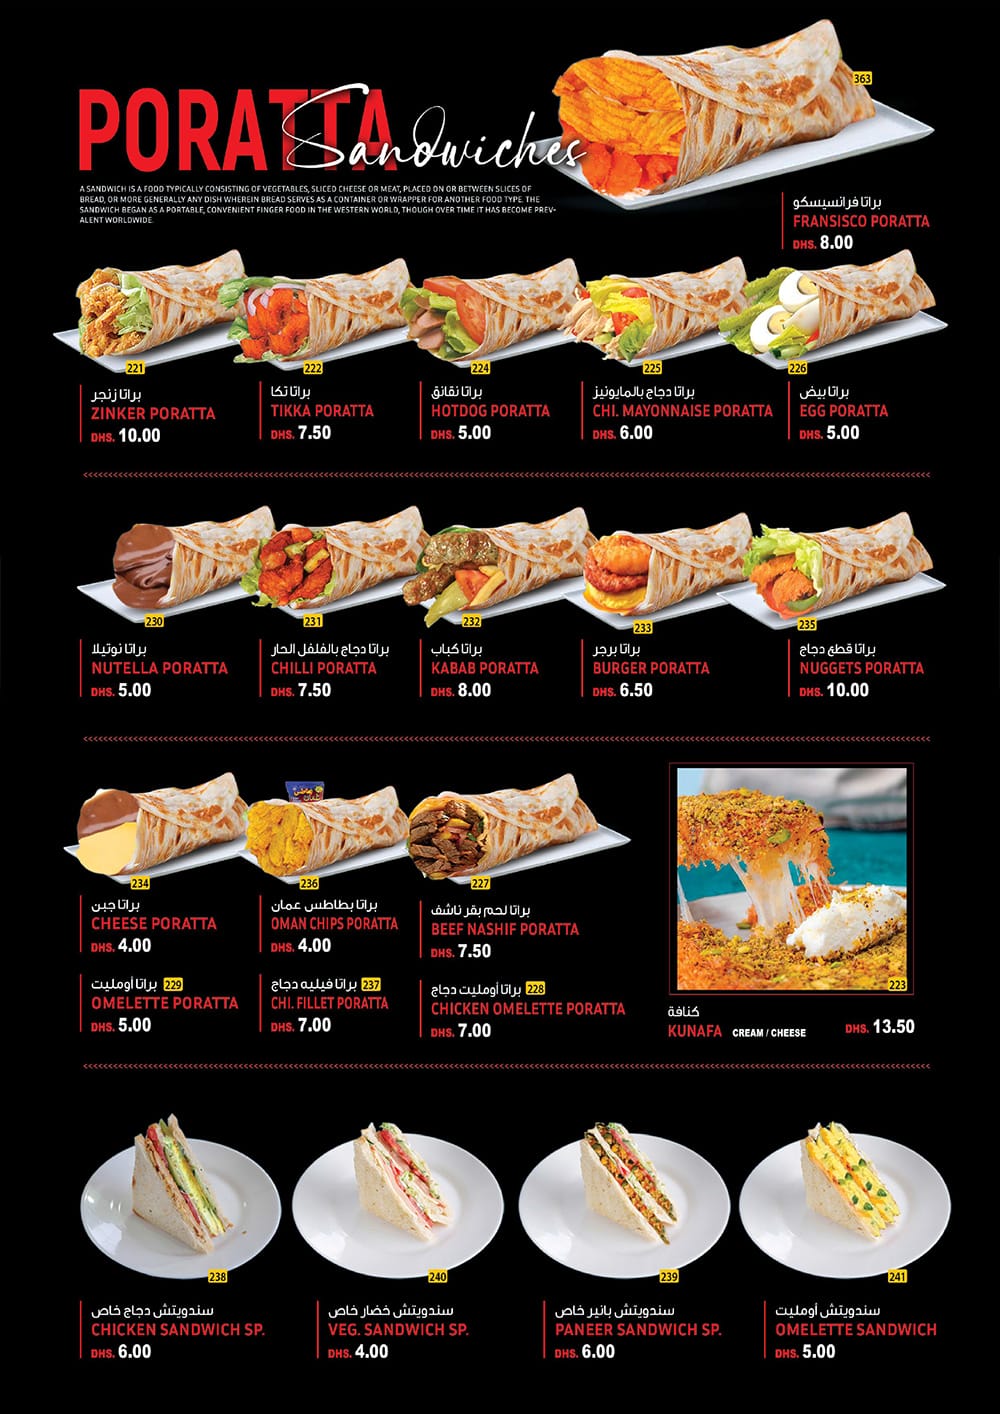 PORATTA
Sandwiches
A SANDWICH IS A FOOD TYPICALLY CONSISTING OF VEGETABLES, SLICED CHEESE OR MEAT, PLACED ON OR BETWEEN SLICES OF
BREAD, OR MORE GENERALLY ANY DISH WHEREIN BREAD SERVES AS A CONTAINER OR WRAPPER FOR ANOTHER FOOD TYPE. THE
SANDWICH BEGAN AS A PORTABLE, CONVENIENT FINGER FOOD IN THE WESTERN WORLD, THOUGH OVER TIME IT HAS BECOME PREV-
ALENT WORLDWIDE.
363
براتا فرانسيسكو
FRANSISCO PORATTA
DHS. 8.00
221
براتا زنجر
ZINKER PORATTA
DHS. 10.00
222
براتا تكا
TIKKA PORATTA
DHS. 7.50
224
براتا نقانق
HOTDOG PORATTA
DHS. 5.00
225
براتا دجاج بالمايونيز
CHI. MAYONNAISE PORATTA
DHS. 6.00
226
براتا بيض
EGG PORATTA
DHS. 5.00
230
براتا نوتيلا
NUTELLA PORATTA
DHS. 5.00
231
براتا دجاج بالفلفل الحار
CHILLI PORATTA
DHS. 7.50
232
براتا كباب
KABAB PORATTA
DHS. 8.00
233
براتا برجر
BURGER PORATTA
DHS. 6.50
235
براتا قطع دجاج
NUGGETS PORATTA
DHS. 10.00
234
براتا جبن
CHEESE PORATTA
DHS. 4.00
236
براتا بطاطس عمان
OMAN CHIPS PORATTA
DHS. 4.00
227
براتا لحم بقر ناشف
BEEF NASHIF PORATTA
DHS. 7.50
براتا أومليت 229
OMELETTE PORATTA
DHS. 5.00
براتا فيليه دجاج 237
CHI. FILLET PORATTA
DHS. 7.00
براتا أومليت دجاج 228
CHICKEN OMELETTE PORATTA
DHS. 7.00
223
كنافة
KUNAFA CREAM / CHEESE DHS. 13.50
238
سندويتش دجاج خاص
CHICKEN SANDWICH SP.
DHS. 6.00
240
سندويتش خضار خاص
VEG. SANDWICH SP.
DHS. 4.00
239
سندويتش بانير خاص
PANEER SANDWICH SP.
DHS. 6.00
241
سندويتش أومليت
OMELETTE SANDWICH
DHS. 5.00